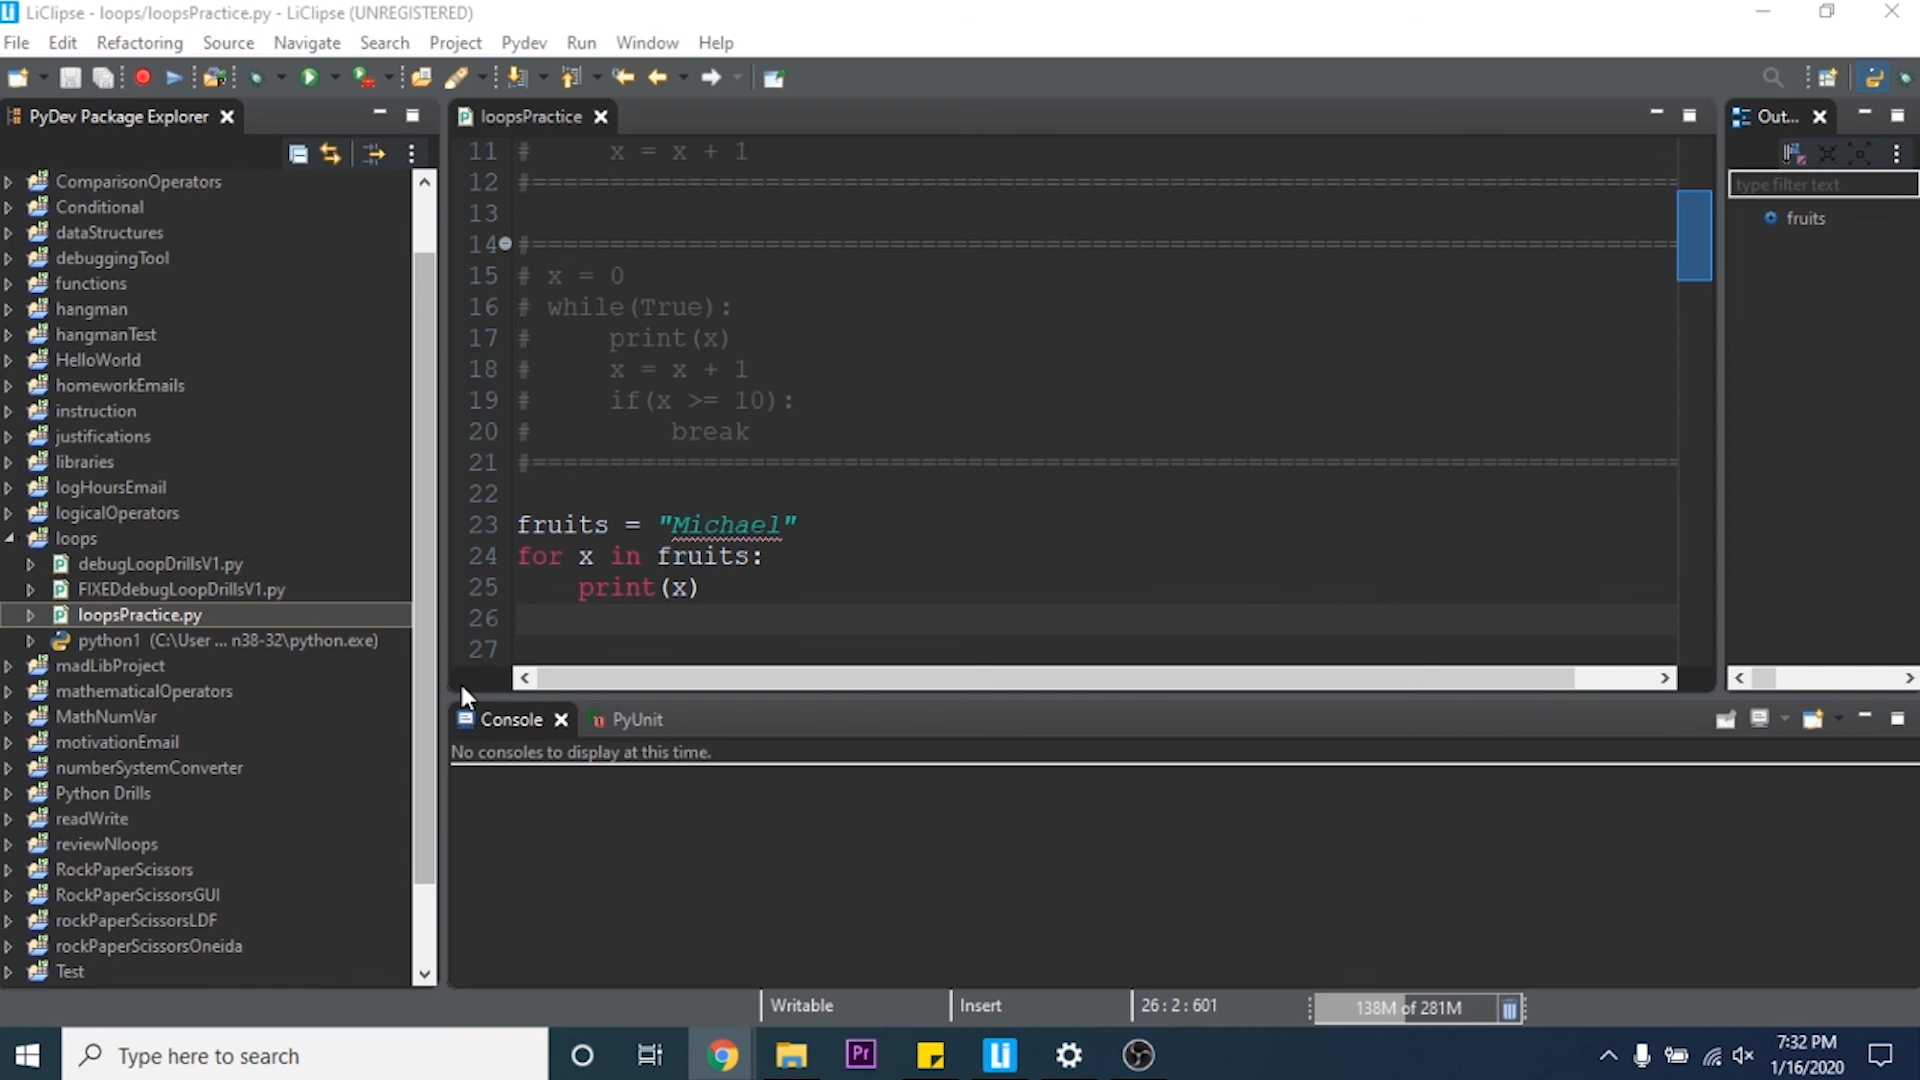 LiClipse - loops/loopsPractice.py - LiClipse (UNREGISTERED)
File Edit Refactoring Source Navigate Search Project Pydev Run Window Help
PyDev Package Explorer
ComparisonOperators
Conditional
dataStructures
debuggingTool
functions
hangman
hangmanTest
HelloWorld
homeworkEmails
instruction
justifications
libraries
logHoursEmail
logicalOperators
loops
debugLoopDrillsV1.py
FIXEDdebugLoopDrillsV1.py
loopsPractice.py
python1 (C:\User ... n38-32\python.exe)
madLibProject
mathematicalOperators
MathNumVar
motivationEmail
numberSystemConverter
Python Drills
readWrite
reviewNloops
RockPaperScissors
RockPaperScissorsGUI
rockPaperScissorsLDF
rockPaperScissorsOneida
Test
loopsPractice
11 #     x = x + 1
12 #==========================================================================
13
14 #==========================================================================
15 # x = 0
16 # while(True):
17 #     print(x)
18 #     x = x + 1
19 #     if(x >= 10):
20 #         break
21 #==========================================================================
22
23 fruits = "Michael"
24 for x in fruits:
25     print(x)
26
27
Out...
type filter text
fruits
Console PyUnit
No consoles to display at this time.
Writable Insert 26 : 2 : 601 138M of 281M
Type here to search
Pr
7:32 PM
1/16/2020